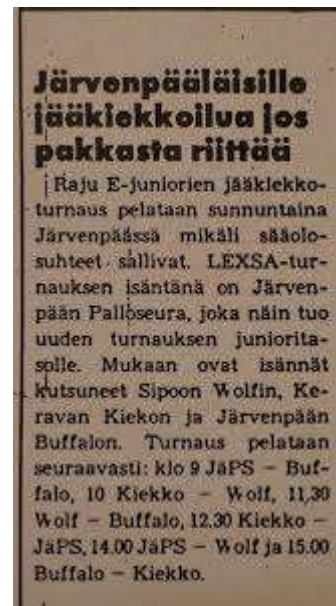 Järvenpääläisille
jääkiekkoilua jos
pakkasta riittää
Raju E-juniorien jääkiekko-
turnaus pelataan sunnuntaina
Järvenpäässä mikäli sääolo-
suhteet sallivat. LEXSA-tur-
nauksen isäntänä on Järven-
pään Palloseura, joka näin tuo
uuden turnauksen juniorita-
solle. Mukaan ovat isännät
kutsuneet Sipoon Wolfin, Ke-
ravan Kiekon ja Järvenpään
Buffalon. Turnaus pelataan
seuraavasti: klo 9 JäPS – Buf-
falo, 10 Kiekko – Wolf, 11,30
Wolf – Buffalo, 12.30 Kiekko –
JäPS, 14.00 JäPS – Wolf ja 15.00
Buffalo – Kiekko.